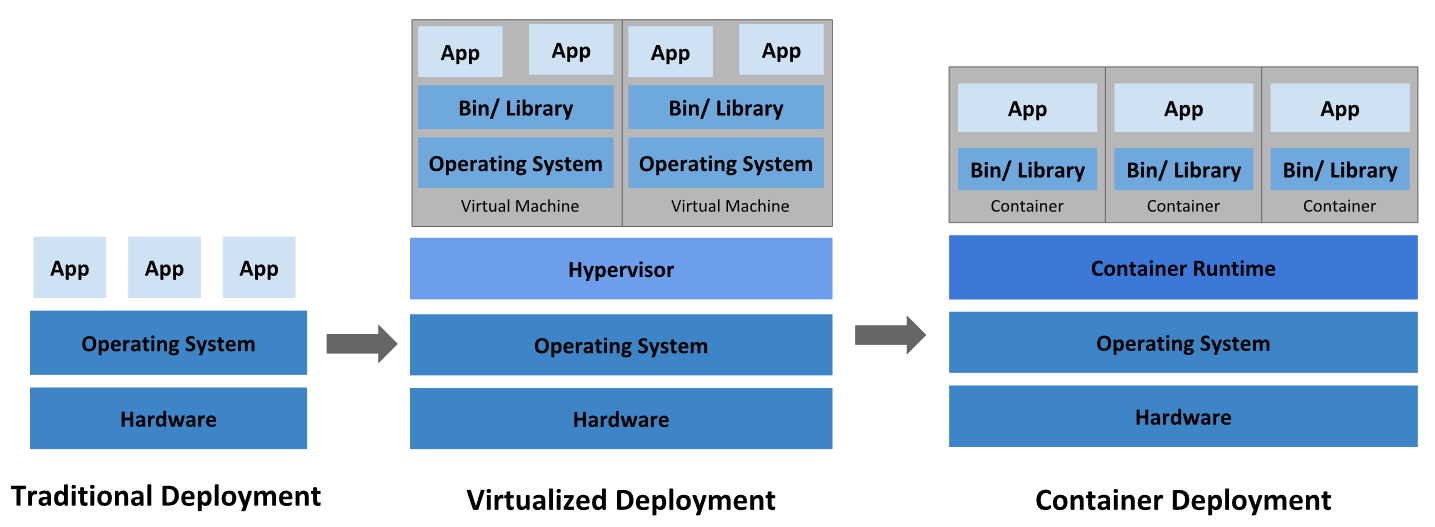 App
App
App
Operating System
Hardware
Traditional Deployment
App
App
App
App
Bin/ Library
Bin/ Library
Operating System
Operating System
Virtual Machine
Virtual Machine
Hypervisor
Operating System
Hardware
Virtualized Deployment
App
App
App
Bin/ Library
Bin/ Library
Bin/ Library
Container
Container
Container
Container Runtime
Operating System
Hardware
Container Deployment